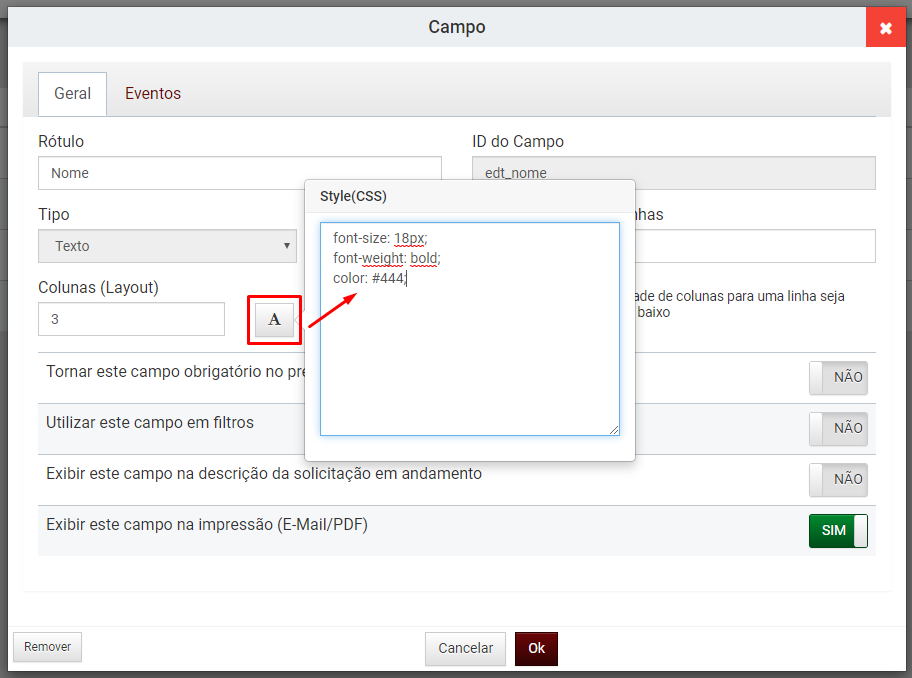 Campo
Geral
Eventos
Rótulo
ID do Campo
Nome
edt_nome
Style(CSS)
Tipo
Texto
font-size: 18px;
font-weight: bold;
color: #444;
Colunas (Layout)
3
A
ade de colunas para uma linha seja
baixo
Tornar este campo obrigatório no
NÃO
Utilizar este campo em filtros
NÃO
Exibir este campo na descrição da solicitação em andamento
NÃO
Exibir este campo na impressão (E-Mail/PDF)
SIM
Remover
Cancelar
Ok